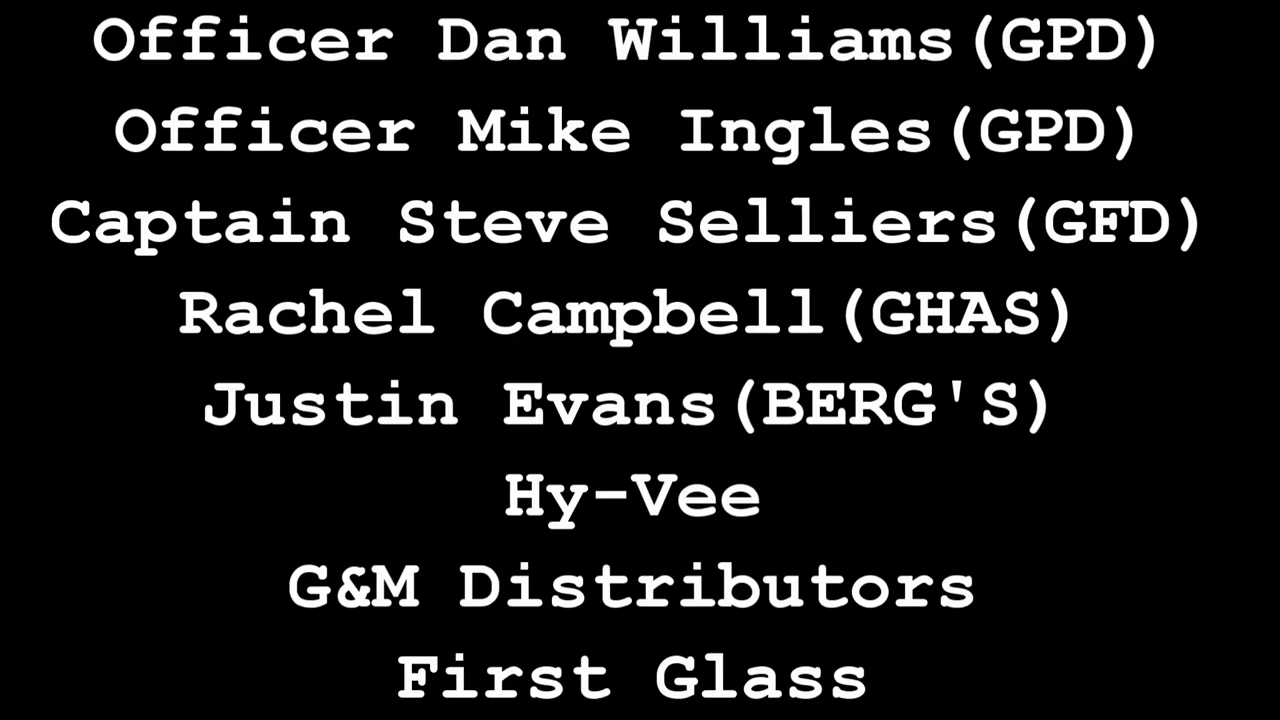 Officer Dan Williams(GPD)
Officer Mike Ingles(GPD)
Captain Steve Selliers(GFD)
Rachel Campbell(GHAS)
Justin Evans(BERG'S)
Hy-Vee
G&M Distributors
First Glass